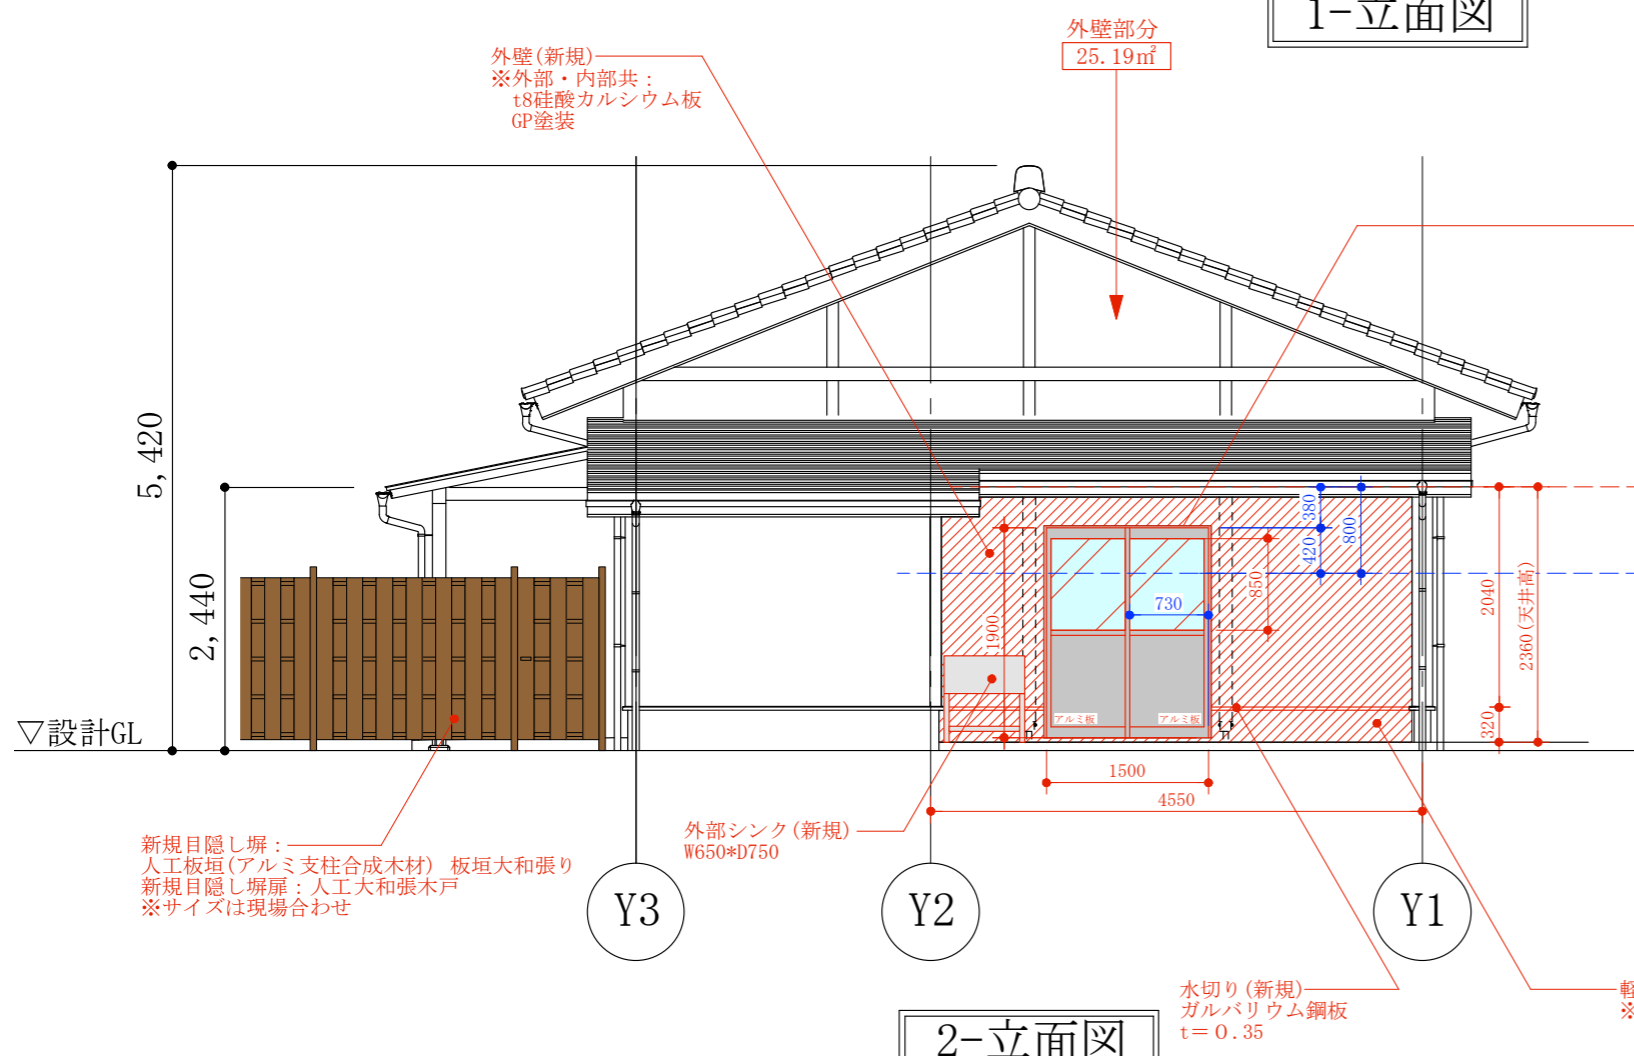 1-立面図
外壁部分
25.19㎡
外壁(新規)
※外部・内部共：
t8硅酸カルシウム板
GP塗装
5,420
2,440
▽設計GL
380
420
800
850
730
1900
2040
2360(天井高)
320
アルミ板
アルミ板
1500
4550
新規目隠し塀：
人工板垣(アルミ支柱合成木材) 板垣大和張り
新規目隠し塀扉：人工大和張木戸
※サイズは現場合わせ
外部シンク(新規)
W650*D750
Y3
Y2
Y1
水切り(新規)
ガルバリウム鋼板
t＝0.35
軽
※
2-立面図